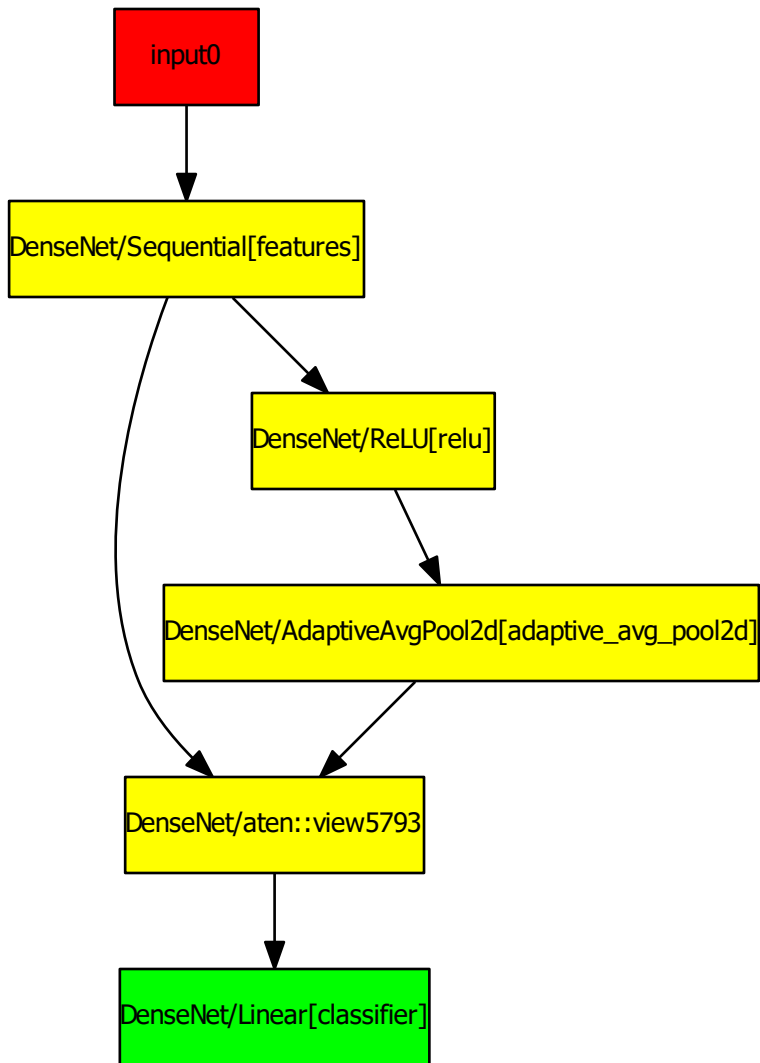 input0
DenseNet/Sequential[features]
DenseNet/ReLU[relu]
DenseNet/AdaptiveAvgPool2d[adaptive_avg_pool2d]
DenseNet/aten::view5793
DenseNet/Linear[classifier]